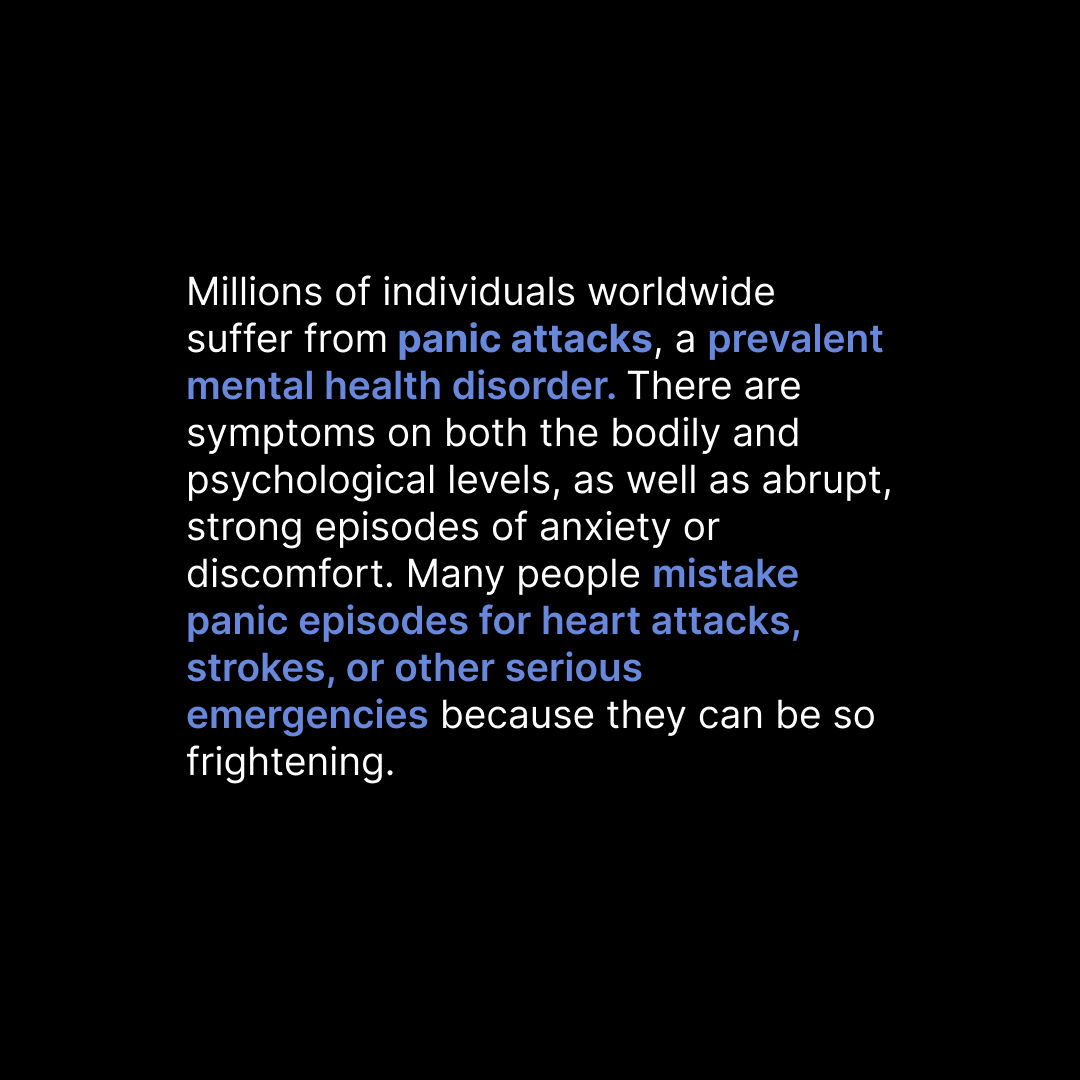 Millions of individuals worldwide
suffer from panic attacks, a prevalent
mental health disorder. There are
symptoms on both the bodily and
psychological levels, as well as abrupt,
strong episodes of anxiety or
discomfort. Many people mistake
panic episodes for heart attacks,
strokes, or other serious
emergencies because they can be so
frightening.